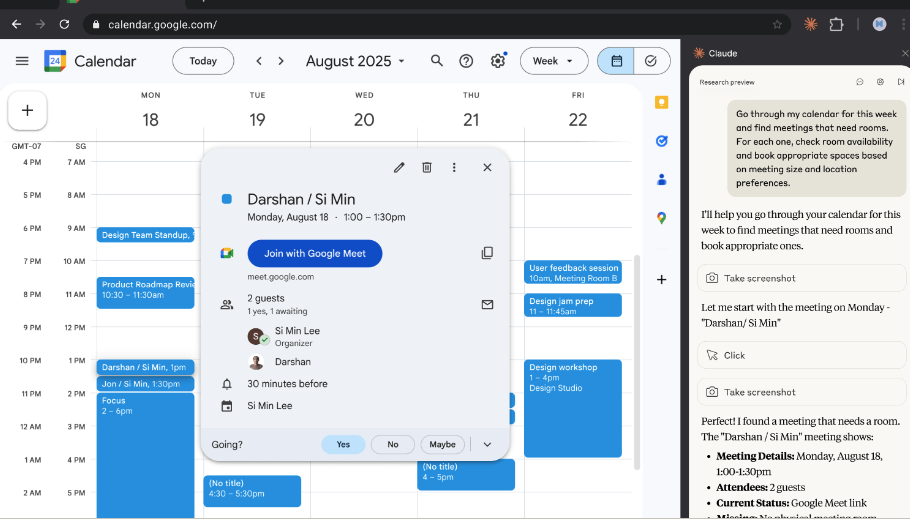 calendar.google.com/
24
Calendar
Today
August 2025
Week
MON
TUE
WED
THU
FRI
18
19
20
21
22
GMT-07
SG
4 PM
7 AM
5 PM
8 AM
6 PM
9 AM
7 PM
10 AM
8 PM
11 AM
9 PM
12 PM
10 PM
1 PM
11 PM
2 PM
12 AM
3 PM
1 AM
4 PM
2 AM
5 PM
Design Team Standup,
Product Roadmap Revie
10:30 – 11:30am
Darshan / Si Min, 1pm
Jon / Si Min, 1:30pm
Focus
2 – 6pm
(No title)
4:30 – 5:30pm
(No title)
4 – 5pm
User feedback session
10am, Meeting Room B
Design jam prep
11 – 11:45am
Design workshop
1 – 4pm
Design Studio
Darshan / Si Min
Monday, August 18 · 1:00 – 1:30pm
Join with Google Meet
meet.google.com
2 guests
1 yes, 1 awaiting
S
Si Min Lee
Organizer
Darshan
30 minutes before
Si Min Lee
Going?
Yes
No
Maybe
Claude
Research preview
Go through my calendar for this week
and find meetings that need rooms.
For each one, check room availability
and book appropriate spaces based
on meeting size and location
preferences.
I'll help you go through your calendar for this
week to find meetings that need rooms and
book appropriate ones.
Take screenshot
Let me start with the meeting on Monday -
"Darshan/ Si Min"
Click
Take screenshot
Perfect! I found a meeting that needs a room.
The "Darshan / Si Min" meeting shows:
• Meeting Details: Monday, August 18,
1:00-1:30pm
• Attendees: 2 guests
• Current Status: Google Meet link
• Missing: No physical meeting room